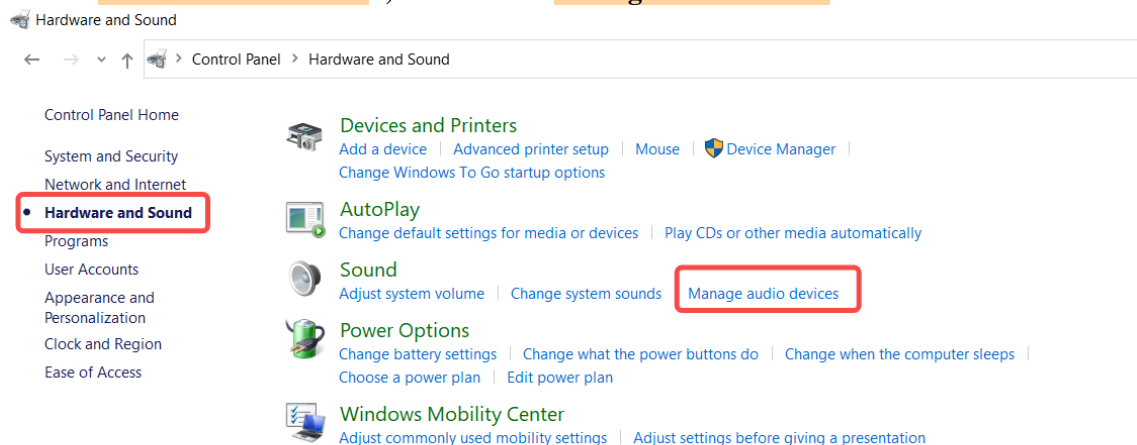 Hardware and Sound
Control Panel > Hardware and Sound
Control Panel Home
System and Security
Network and Internet
Hardware and Sound
Programs
User Accounts
Appearance and
Personalization
Clock and Region
Ease of Access
Devices and Printers
Add a device | Advanced printer setup | Mouse | Device Manager |
Change Windows To Go startup options
AutoPlay
Change default settings for media or devices | Play CDs or other media automatically
Sound
Adjust system volume | Change system sounds | Manage audio devices
Power Options
Change battery settings | Change what the power buttons do | Change when the computer sleeps |
Choose a power plan | Edit power plan
Windows Mobility Center
Adjust commonly used mobility settings | Adjust settings before giving a presentation